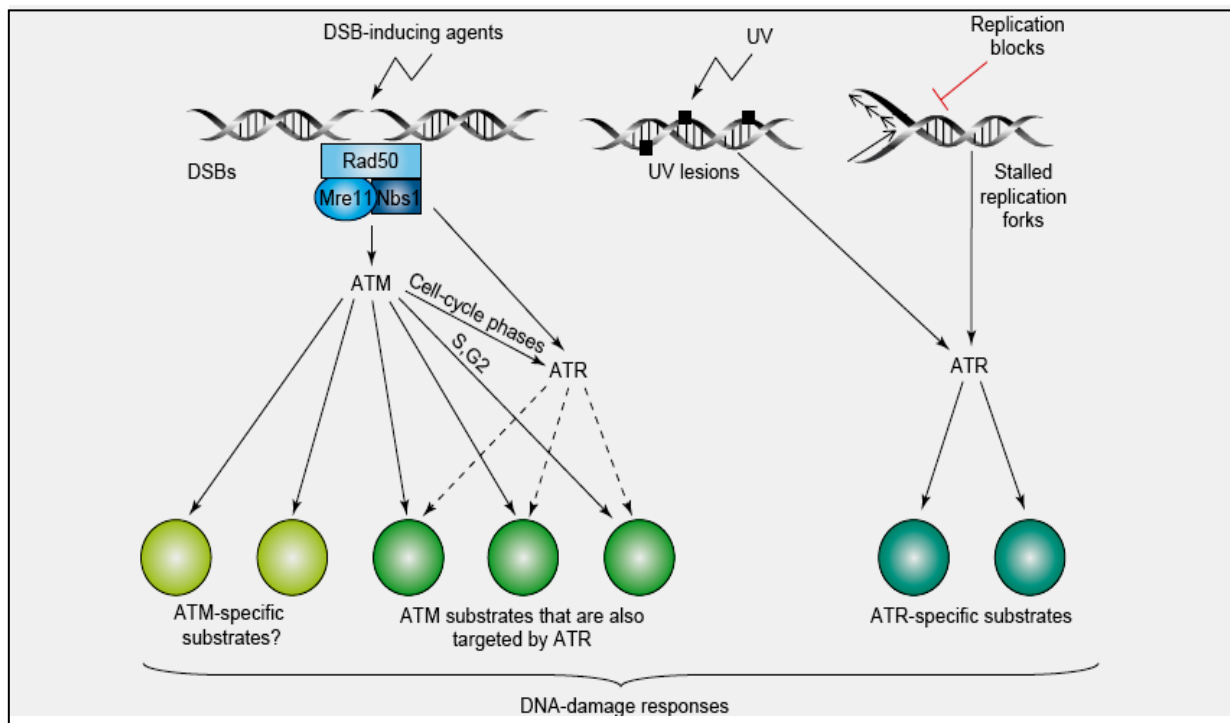 DSB-inducing agents
UV
Replication
blocks
DSBs
Rad50
Mre11
Nbs1
UV lesions
Stalled
replication
forks
ATM
Cell-cycle phases
S,G2
ATR
ATR
ATM-specific
substrates?
ATM substrates that are also
targeted by ATR
ATR-specific substrates
DNA-damage responses